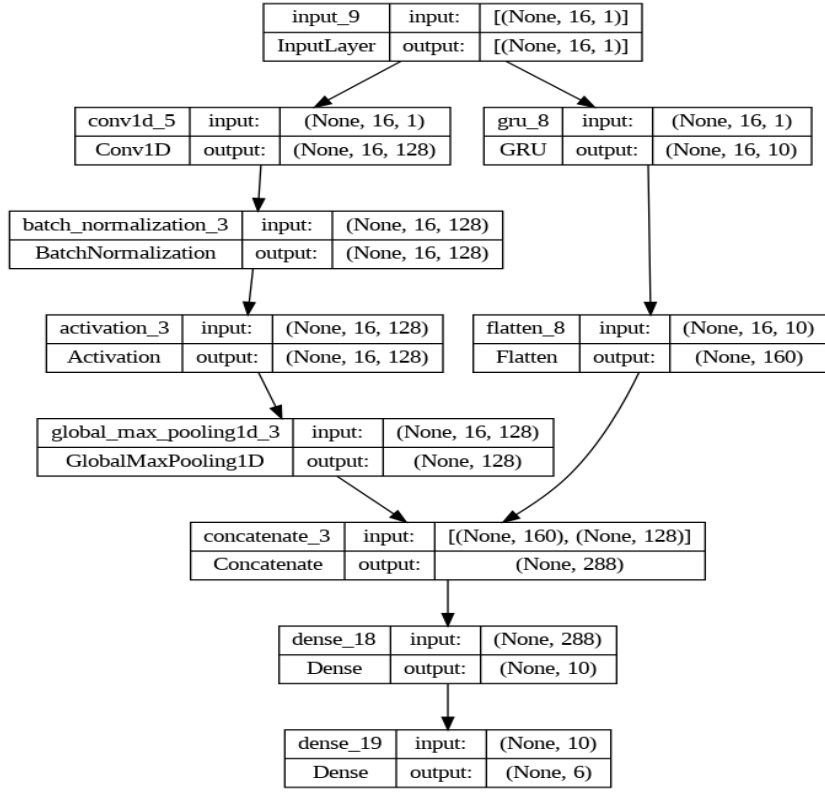 input_9 input: [(None, 16, 1)]
InputLayer output: [(None, 16, 1)]
conv1d_5 input: (None, 16, 1)
Conv1D output: (None, 16, 128)
gru_8 input: (None, 16, 1)
GRU output: (None, 16, 10)
batch_normalization_3 input: (None, 16, 128)
BatchNormalization output: (None, 16, 128)
activation_3 input: (None, 16, 128)
Activation output: (None, 16, 128)
flatten_8 input: (None, 16, 10)
Flatten output: (None, 160)
global_max_pooling1d_3 input: (None, 16, 128)
GlobalMaxPooling1D output: (None, 128)
concatenate_3 input: [(None, 160), (None, 128)]
Concatenate output: (None, 288)
dense_18 input: (None, 288)
Dense output: (None, 10)
dense_19 input: (None, 10)
Dense output: (None, 6)